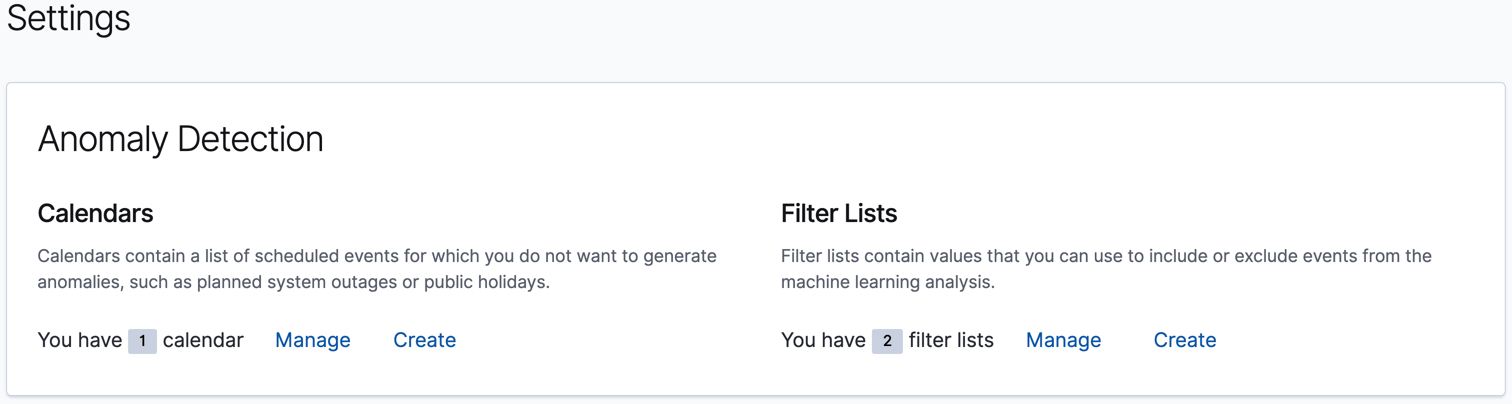 Settings
Anomaly Detection
Calendars
Calendars contain a list of scheduled events for which you do not want to generate
anomalies, such as planned system outages or public holidays.
You have 1 calendar Manage Create
Filter Lists
Filter lists contain values that you can use to include or exclude events from the
machine learning analysis.
You have 2 filter lists Manage Create